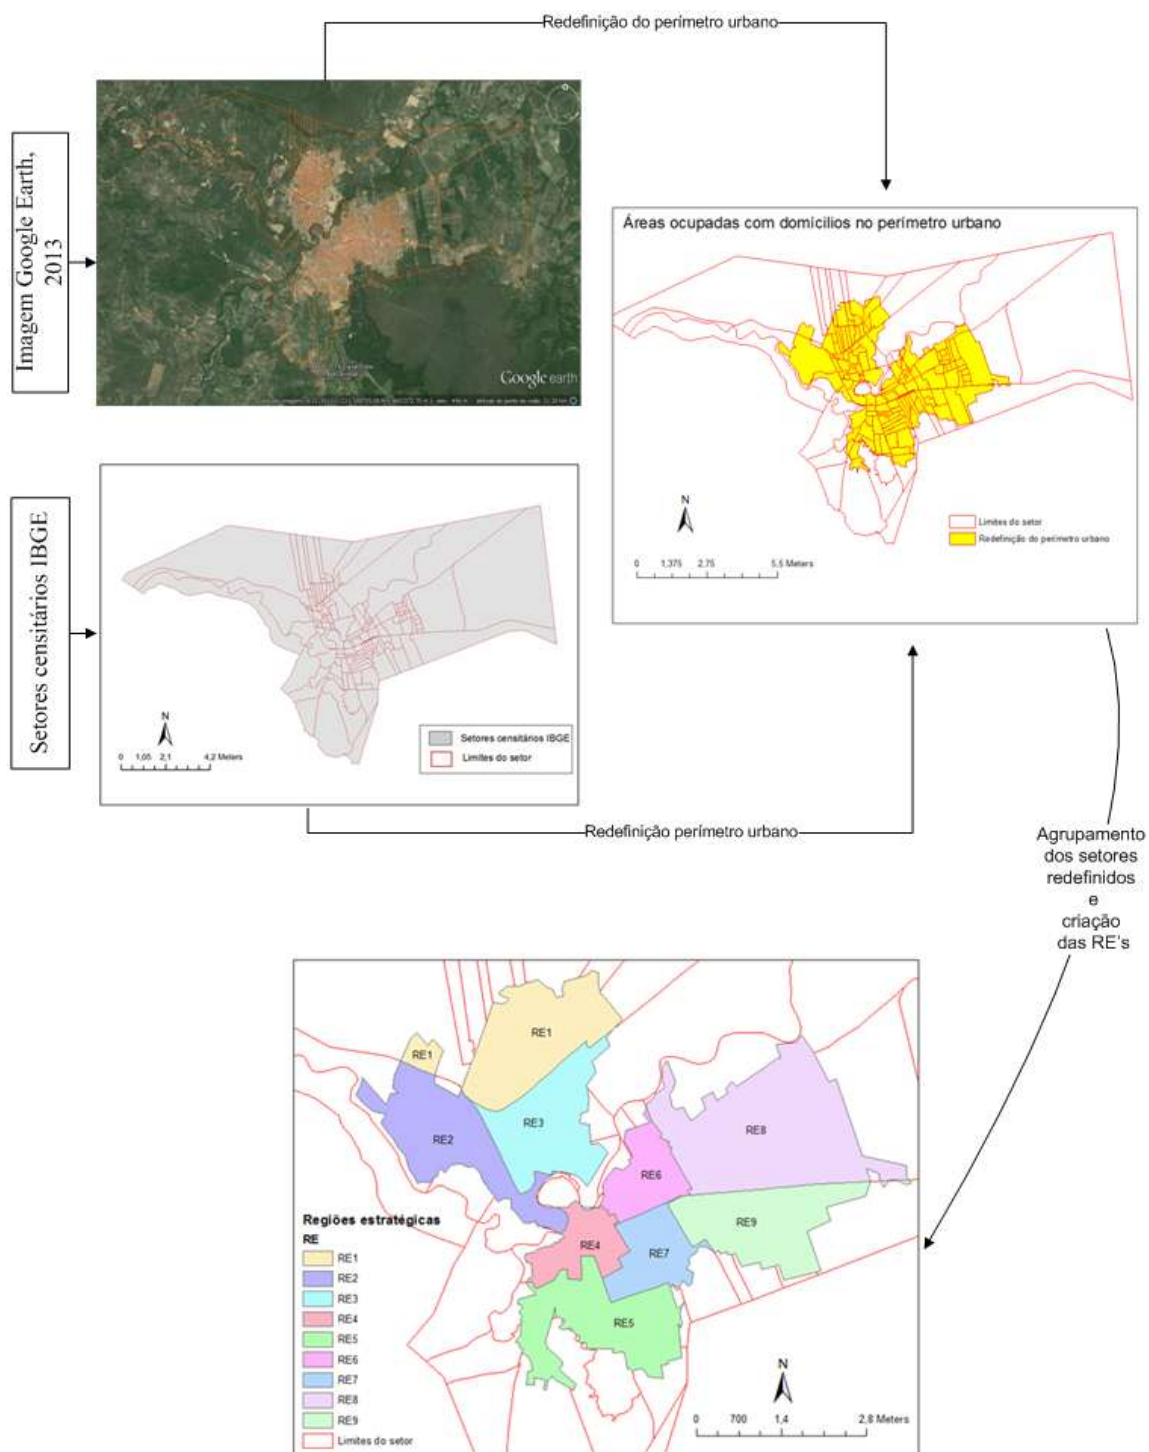 Redefinição do perímetro urbano
Imagem Google Earth,
2013
Google earth
Áreas ocupadas com domícilios no perímetro urbano
N
Limites do setor
Redefinição do perímetro urbano
0 1,375 2,75 5,5 Meters
Setores censitários IBGE
N
0 1,05 2,1 4,2 Meters
Setores censitários IBGE
Limites do setor
Redefinição perímetro urbano
Agrupamento
dos setores
redefinidos
e
criação
das RE's
RE1
RE1
RE3
RE2
RE8
RE6
RE9
RE4
RE7
RE5
Regiões estratégicas
RE
RE1
RE2
RE3
RE4
RE5
RE6
RE7
RE8
RE9
Limites do setor
N
0 700 1,4 2,8 Meters